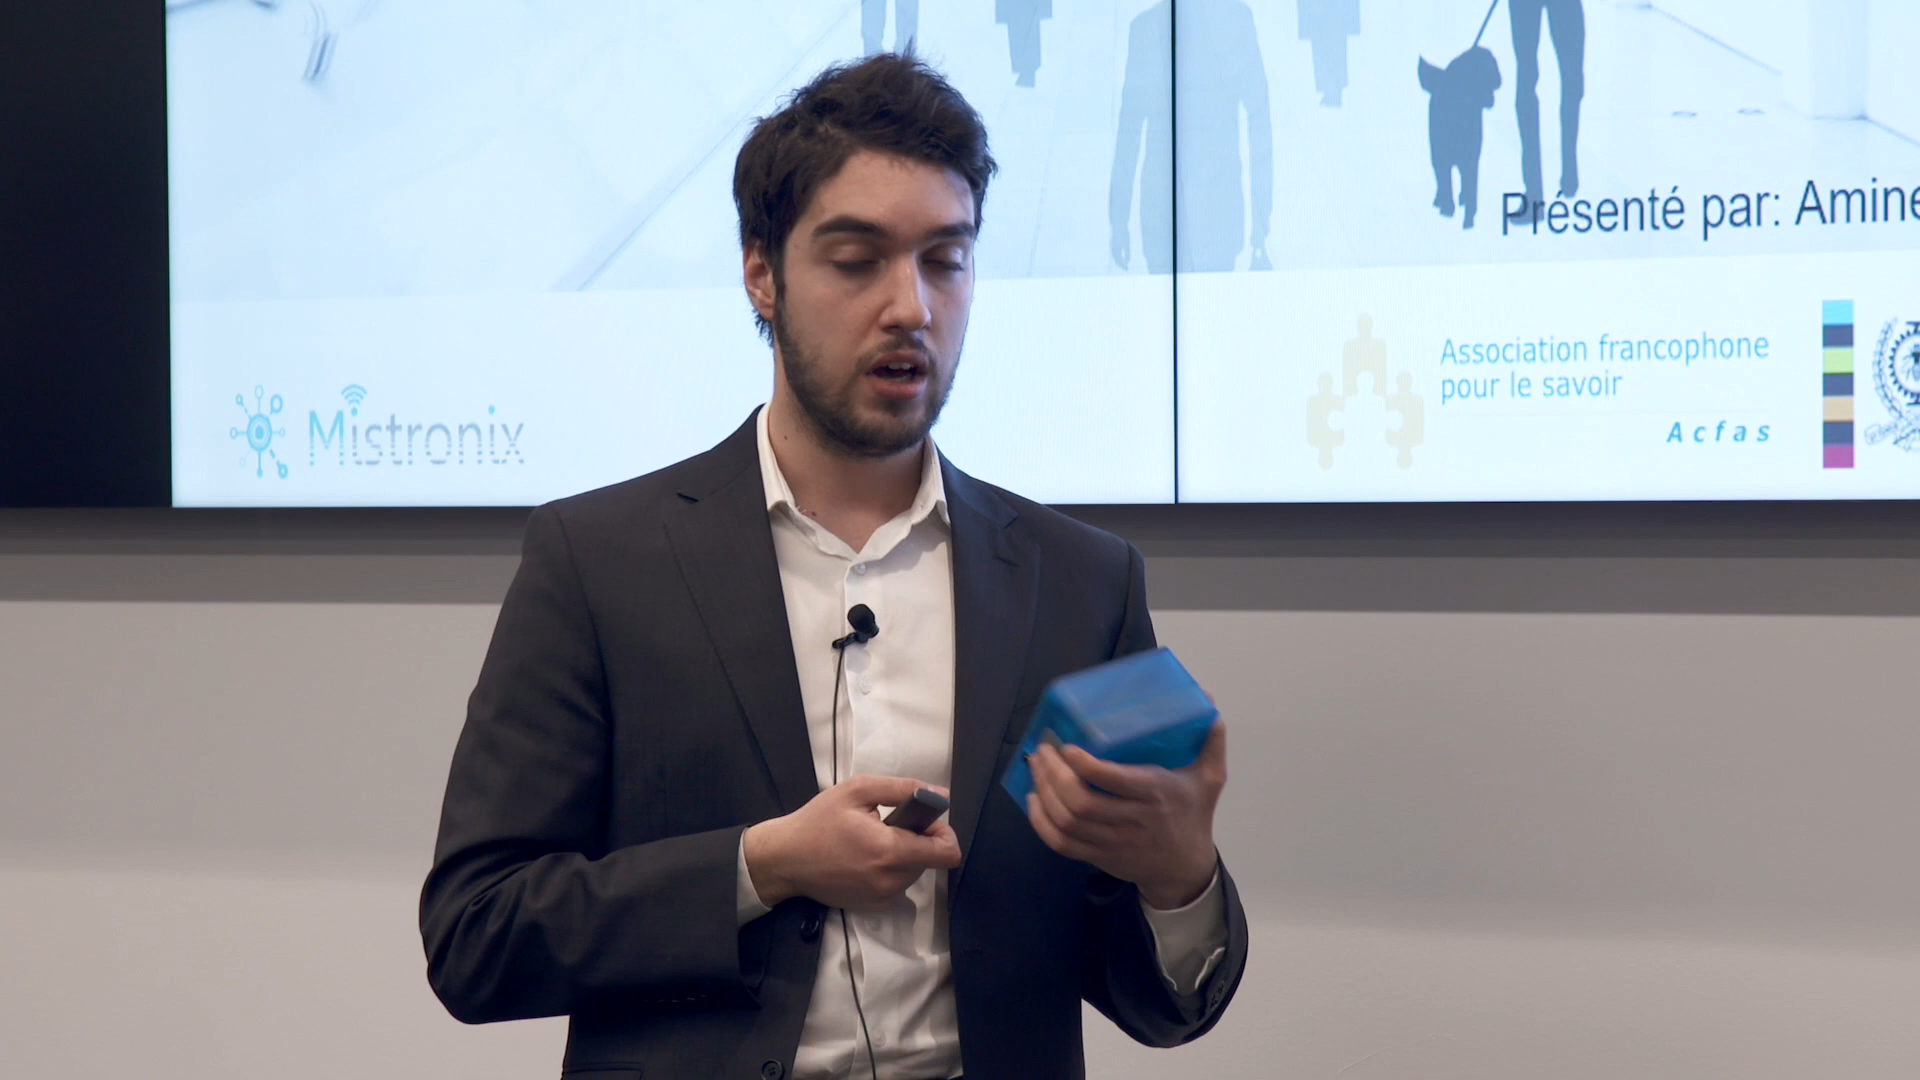 Présenté par: Amine
Mistronix
Association francophone
pour le savoir
Acfas